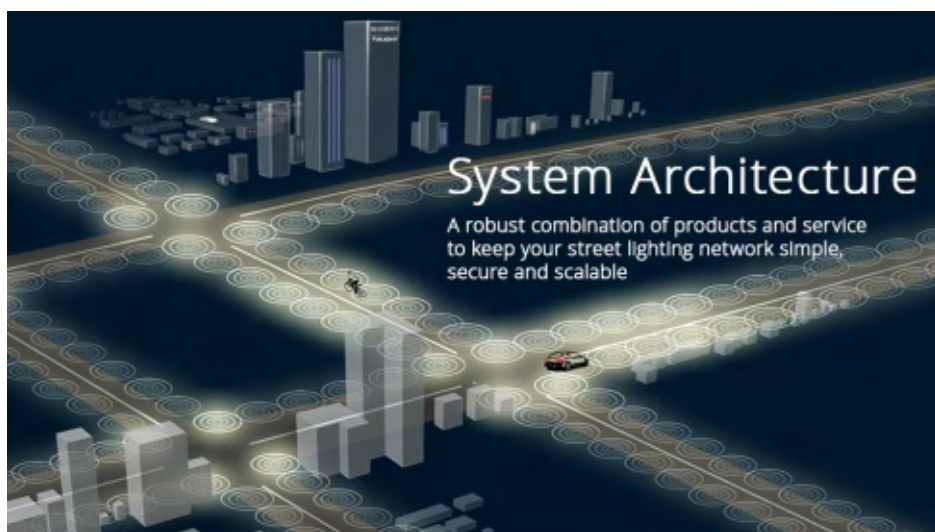 System Architecture
A robust combination of products and service
to keep your street lighting network simple,
secure and scalable